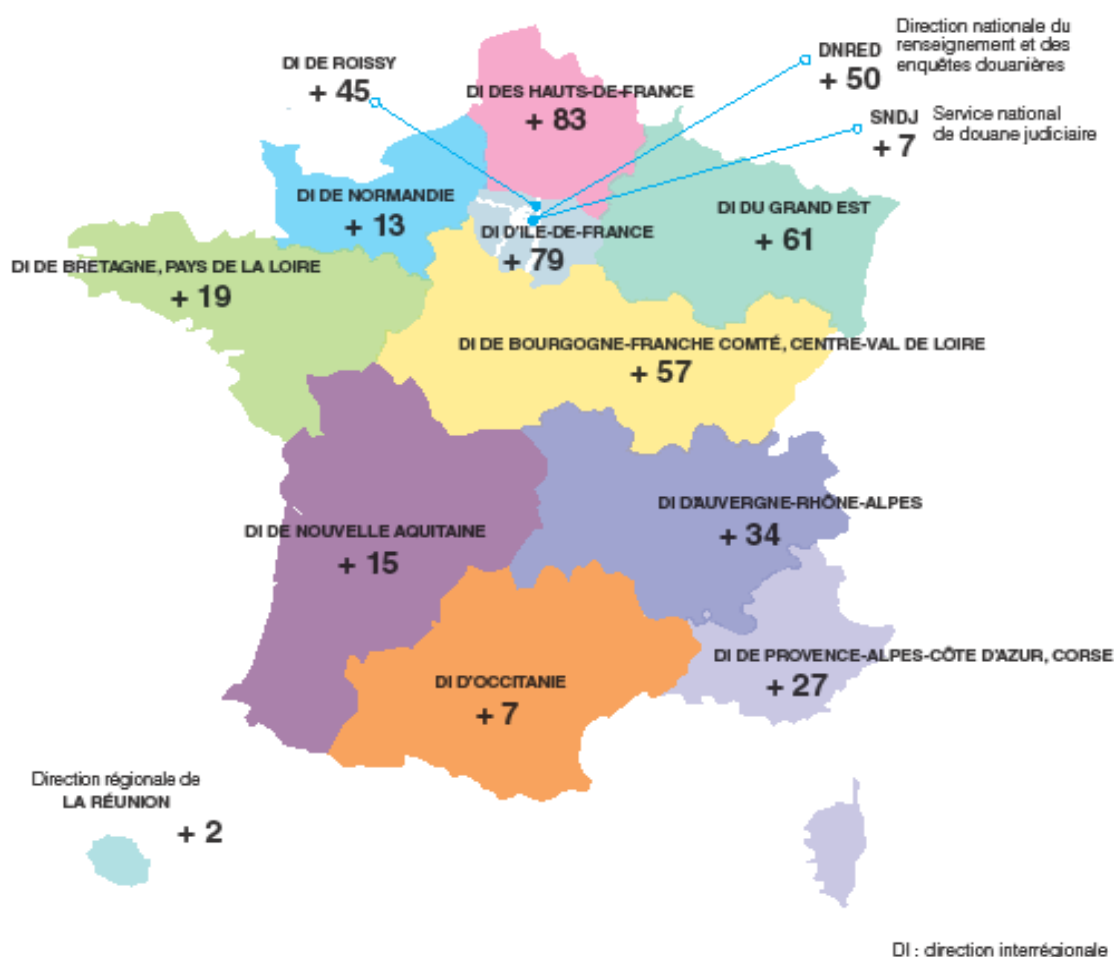 DI DE ROISSY
+ 45
DI DES HAUTS-DE-FRANCE
+ 83
DNRED
+ 50
Direction nationale du
renseignement et des
enquêtes douanières
SNDJ
+ 7
Service national
de douane judiciaire
DI DE NORMANDIE
+ 13
DI D'ILE-DE-FRANCE
+ 79
DI DU GRAND EST
+ 61
DI DE BRETAGNE, PAYS DE LA LOIRE
+ 19
DI DE BOURGOGNE-FRANCHE COMTÉ, CENTRE-VAL DE LOIRE
+ 57
DI D'AUVERGNE-RHÔNE-ALPES
+ 34
DI DE NOUVELLE AQUITAINE
+ 15
DI DE PROVENCE-ALPES-CÔTE D'AZUR, CORSE
+ 27
DI D'OCCITANIE
+ 7
Direction régionale de
LA RÉUNION
+ 2
DI : direction interrégionale